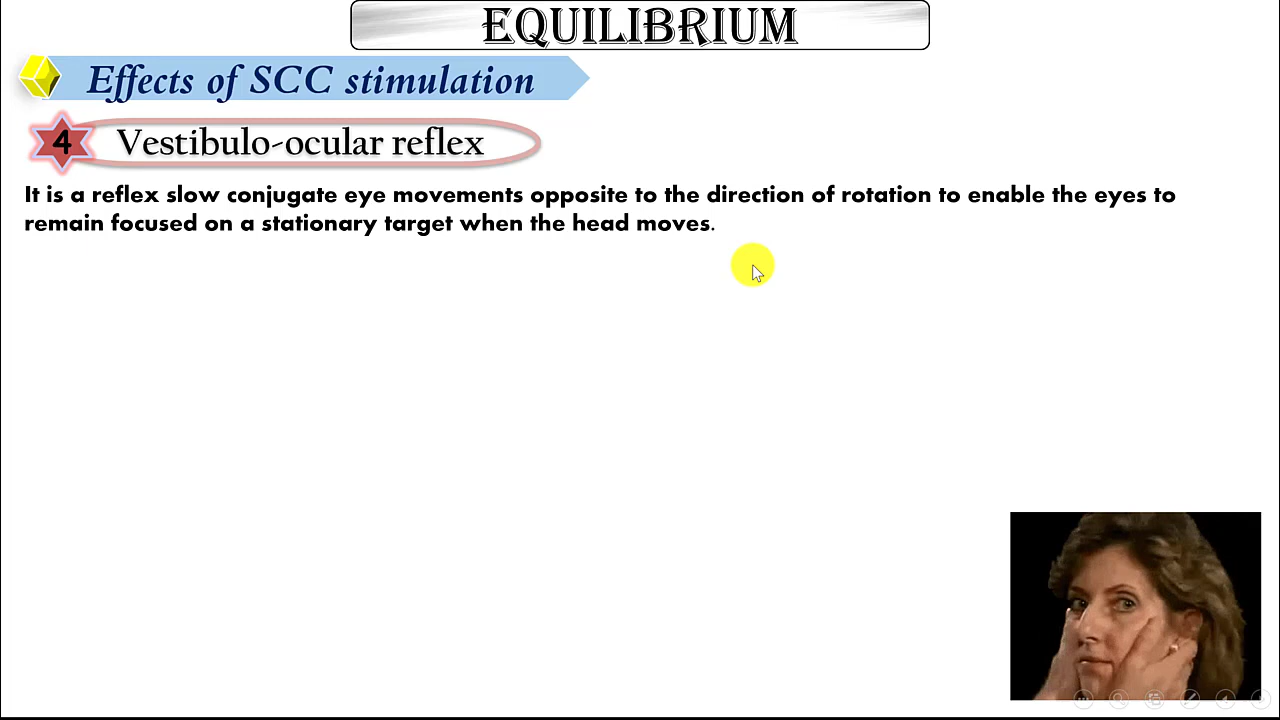 EQUILIBRIUM
Effects of SCC stimulation
4 Vestibulo-ocular reflex
It is a reflex slow conjugate eye movements opposite to the direction of rotation to enable the eyes to
remain focused on a stationary target when the head moves.